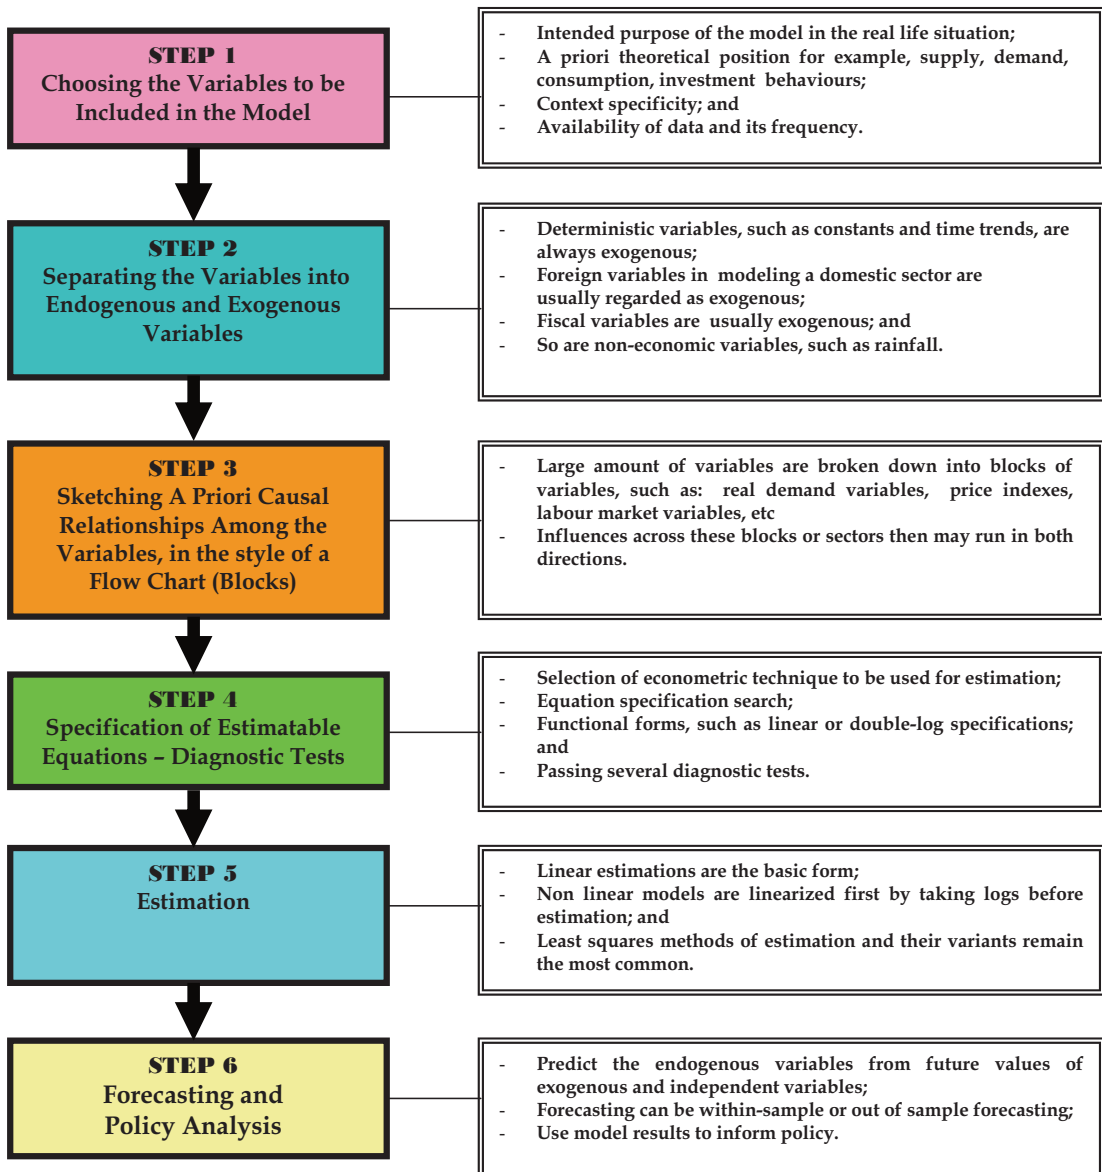 STEP 1
Choosing the Variables to be
Included in the Model
- Intended purpose of the model in the real life situation;
- A priori theoretical position for example, supply, demand,
consumption, investment behaviours;
- Context specificity; and
- Availability of data and its frequency.
STEP 2
Separating the Variables into
Endogenous and Exogenous
Variables
- Deterministic variables, such as constants and time trends, are
always exogenous;
- Foreign variables in modeling a domestic sector are
usually regarded as exogenous;
- Fiscal variables are usually exogenous; and
- So are non-economic variables, such as rainfall.
STEP 3
Sketching A Priori Causal
Relationships Among the
Variables, in the style of a
Flow Chart (Blocks)
- Large amount of variables are broken down into blocks of
variables, such as: real demand variables, price indexes,
labour market variables, etc
- Influences across these blocks or sectors then may run in both
directions.
STEP 4
Specification of Estimatable
Equations – Diagnostic Tests
- Selection of econometric technique to be used for estimation;
- Equation specification search;
- Functional forms, such as linear or double-log specifications;
and
- Passing several diagnostic tests.
STEP 5
Estimation
- Linear estimations are the basic form;
- Non linear models are linearized first by taking logs before
estimation; and
- Least squares methods of estimation and their variants remain
the most common.
STEP 6
Forecasting and
Policy Analysis
- Predict the endogenous variables from future values of
exogenous and independent variables;
- Forecasting can be within-sample or out of sample forecasting;
- Use model results to inform policy.